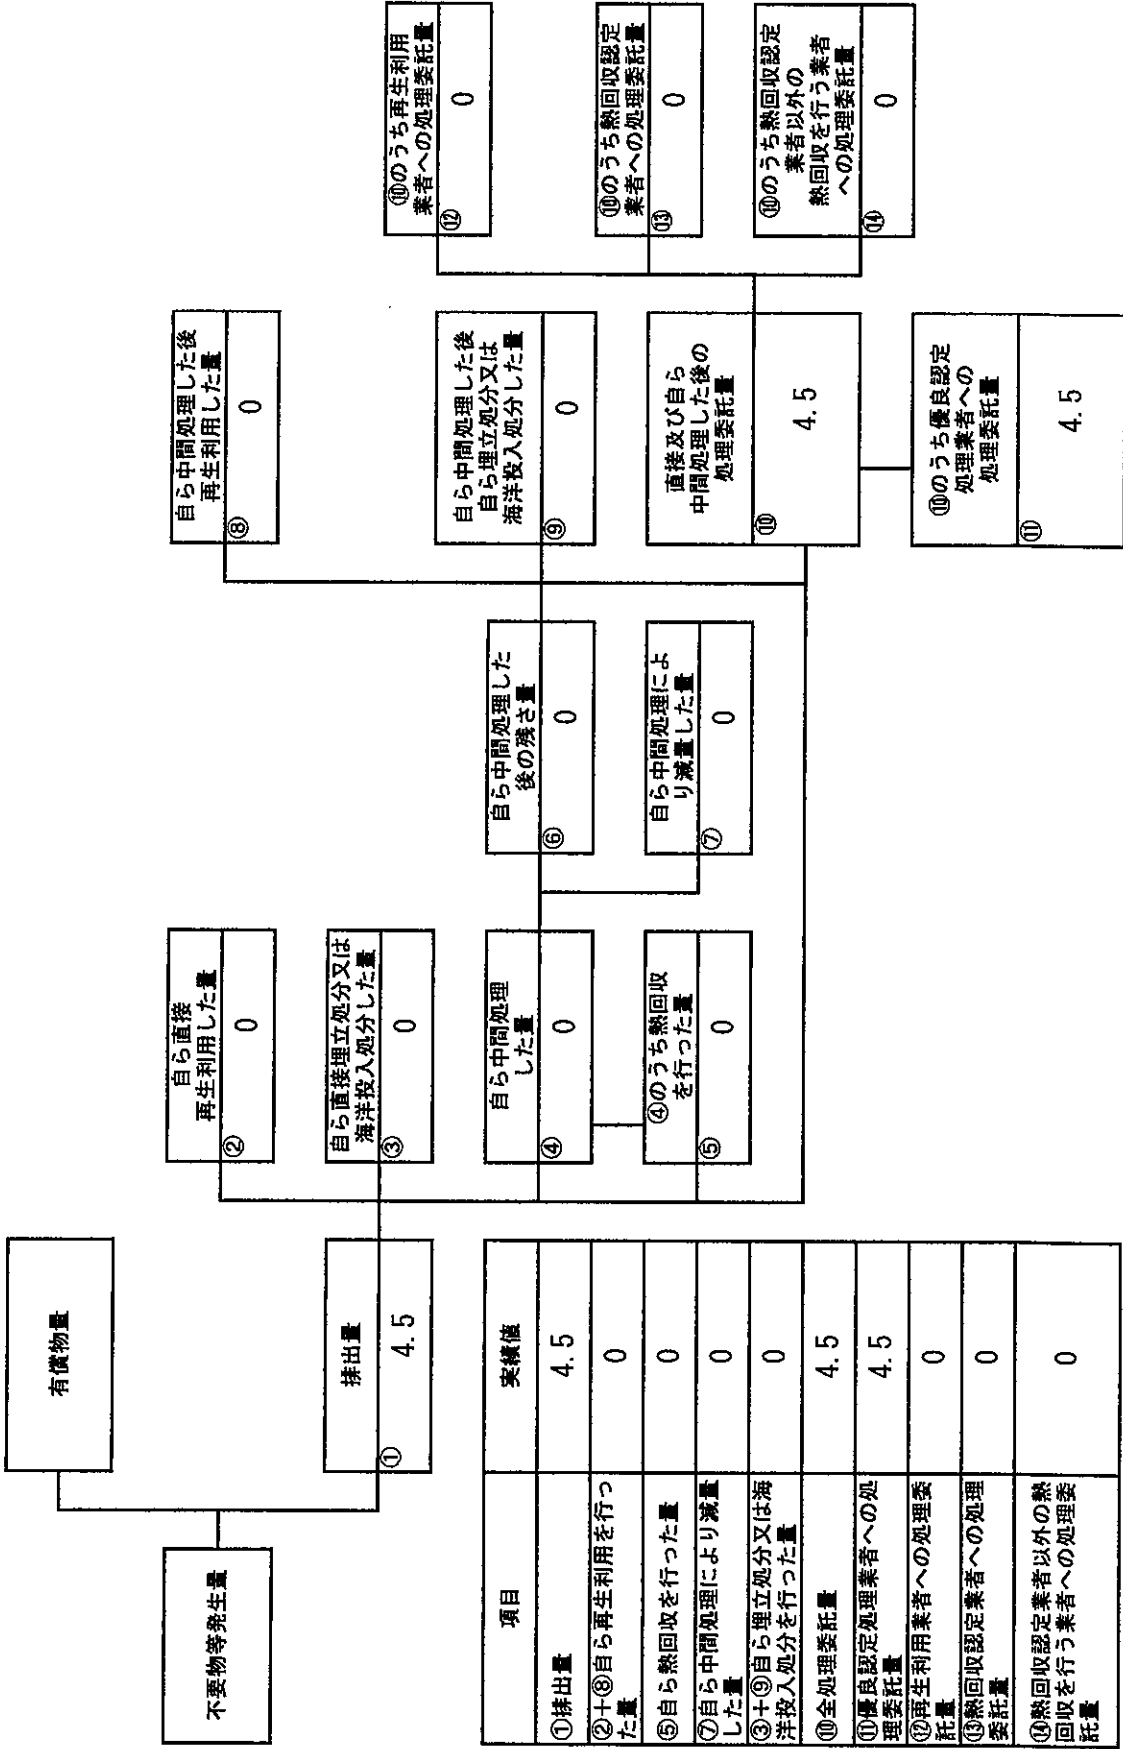 不要物等発生量
有償物量
排出量
①
4.5
自ら直接
再生利用した量
②
0
自ら直接埋立処分又は
海洋投入処分した量
③
0
自ら中間処理
した量
④
0
④のうち熱回収
を行った量
⑤
0
自ら中間処理した
後の残さ量
⑥
0
自ら中間処理によ
り減量した量
⑦
0
自ら中間処理した後
再生利用した量
⑧
0
自ら中間処理した後
自ら埋立処分又は
海洋投入処分した量
⑨
0
直接及び自ら
中間処理した後の
処理委託量
⑩
4.5
⑩のうち優良認定
処理業者への
処理委託量
⑪
4.5
⑩のうち再生利用
業者への処理委託量
⑫
0
⑩のうち熱回収認定
業者への処理委託量
⑬
0
⑩のうち熱回収認定
業者以外の
熱回収を行う業者
への処理委託量
⑭
0
項目 実績値
①排出量 4.5
②+⑧自ら再生利用を行っ
た量 0
⑤自ら熱回収を行った量 0
⑦自ら中間処理により減量
した量 0
③+⑨自ら埋立処分又は海
洋投入処分を行った量 0
⑩全処理委託量 4.5
⑪優良認定処理業者への処
理委託量 4.5
⑫再生利用業者への処理委
託量 0
⑬熱回収認定業者への処理
委託量 0
⑭熱回収認定業者以外の熱
回収を行う業者への処理委
託量 0